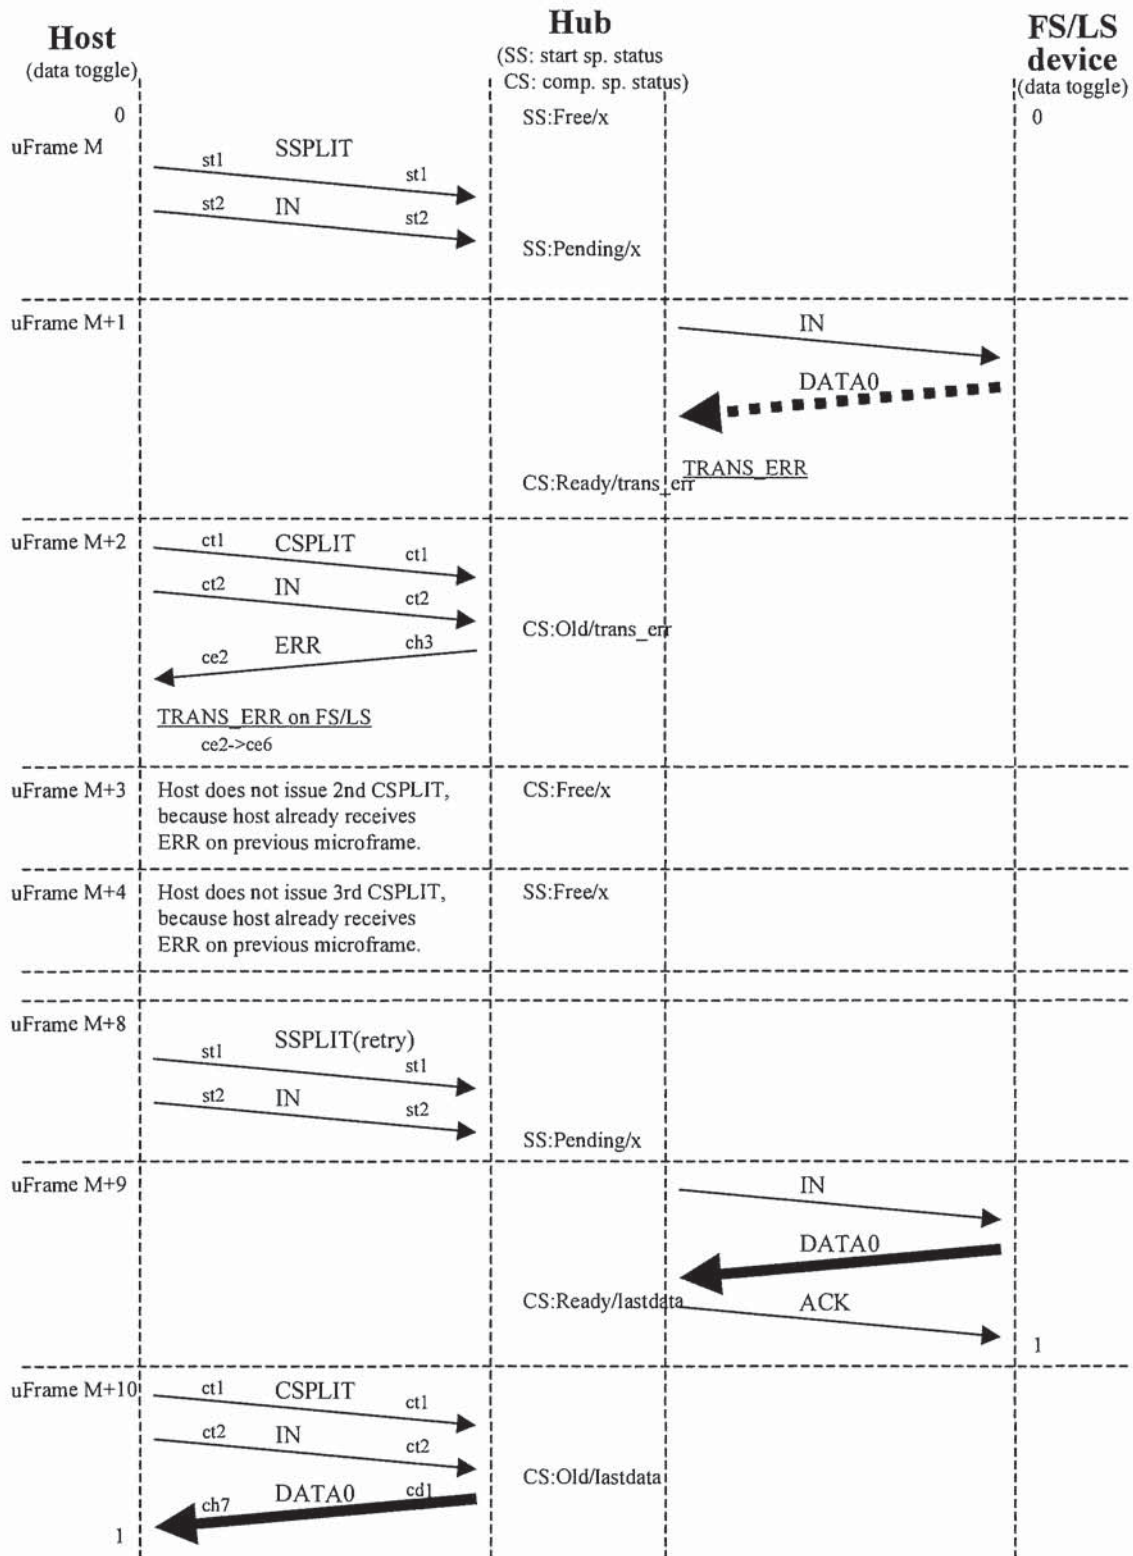 Host
(data toggle)
Hub
(SS: start sp. status
CS: comp. sp. status)
FS/LS
device
(data toggle)
0
SS:Free/x
0
uFrame M
st1 SSPLIT st1
st2 IN st2
SS:Pending/x
uFrame M+1
IN
DATA0
TRANS_ERR
CS:Ready/trans_err
uFrame M+2
ct1 CSPLIT ct1
ct2 IN ct2
CS:Old/trans_err
ce2 ERR ch3
TRANS_ERR on FS/LS
ce2->ce6
uFrame M+3
Host does not issue 2nd CSPLIT,
because host already receives
ERR on previous microframe.
CS:Free/x
uFrame M+4
Host does not issue 3rd CSPLIT,
because host already receives
ERR on previous microframe.
SS:Free/x
uFrame M+8
st1 SSPLIT(retry) st1
st2 IN st2
SS:Pending/x
uFrame M+9
IN
DATA0
CS:Ready/lastdata
ACK
1
uFrame M+10
ct1 CSPLIT ct1
ct2 IN ct2
CS:Old/lastdata
ch7 DATA0 cd1
1